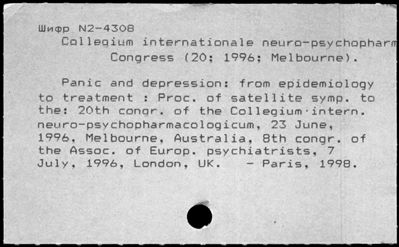 Шифр N2-4308
Collegium internationale neuro-psychopharm
Congress (20; 1996; Melbourne).
Panic and depression: from epidemiology
to treatment : Proc. of satellite symp. to
the: 20th congr. of the Collegium intern.
neuro-psychopharmacologicum, 23 June,
1996, Melbourne, Australia, 8th congr. of
the Assoc. of Europ. psychiatrists, 7
July, 1996, London, UK. - Paris, 1998.